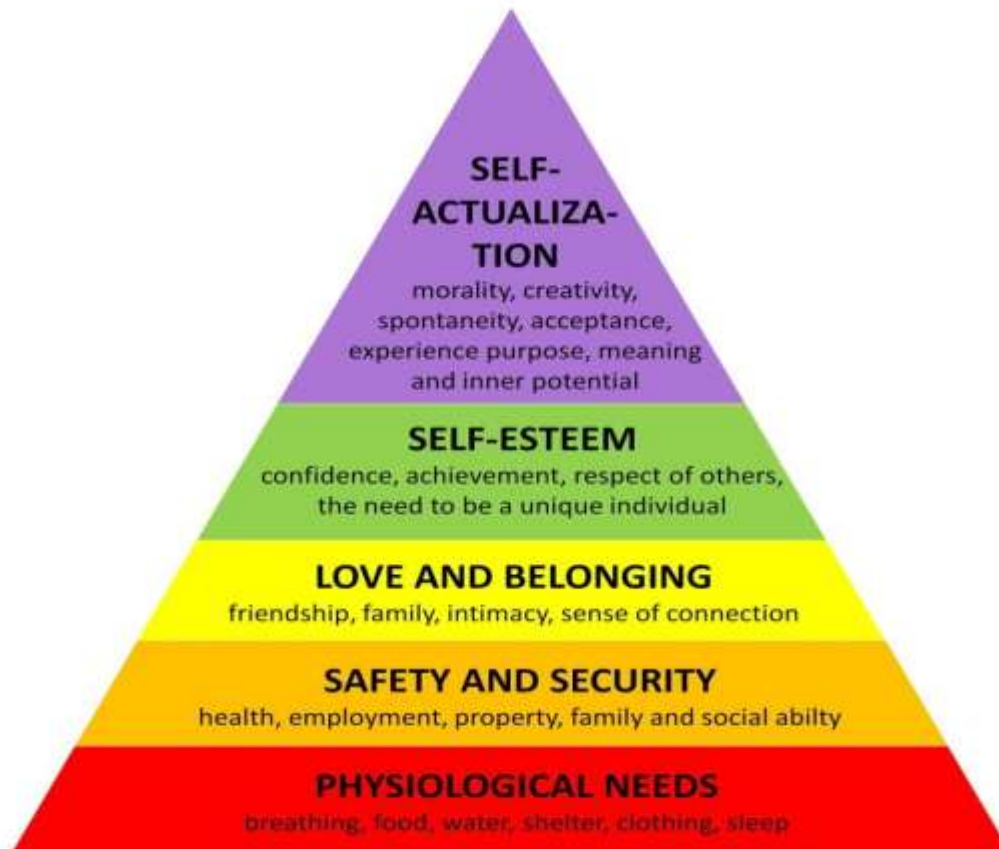 SELF-
ACTUALIZA-
TION
morality, creativity,
spontaneity, acceptance,
experience purpose, meaning
and inner potential
SELF-ESTEEM
confidence, achievement, respect of others,
the need to be a unique individual
LOVE AND BELONGING
friendship, family, intimacy, sense of connection
SAFETY AND SECURITY
health, employment, property, family and social abilty
PHYSIOLOGICAL NEEDS
breathing, food, water, shelter, clothing, sleep